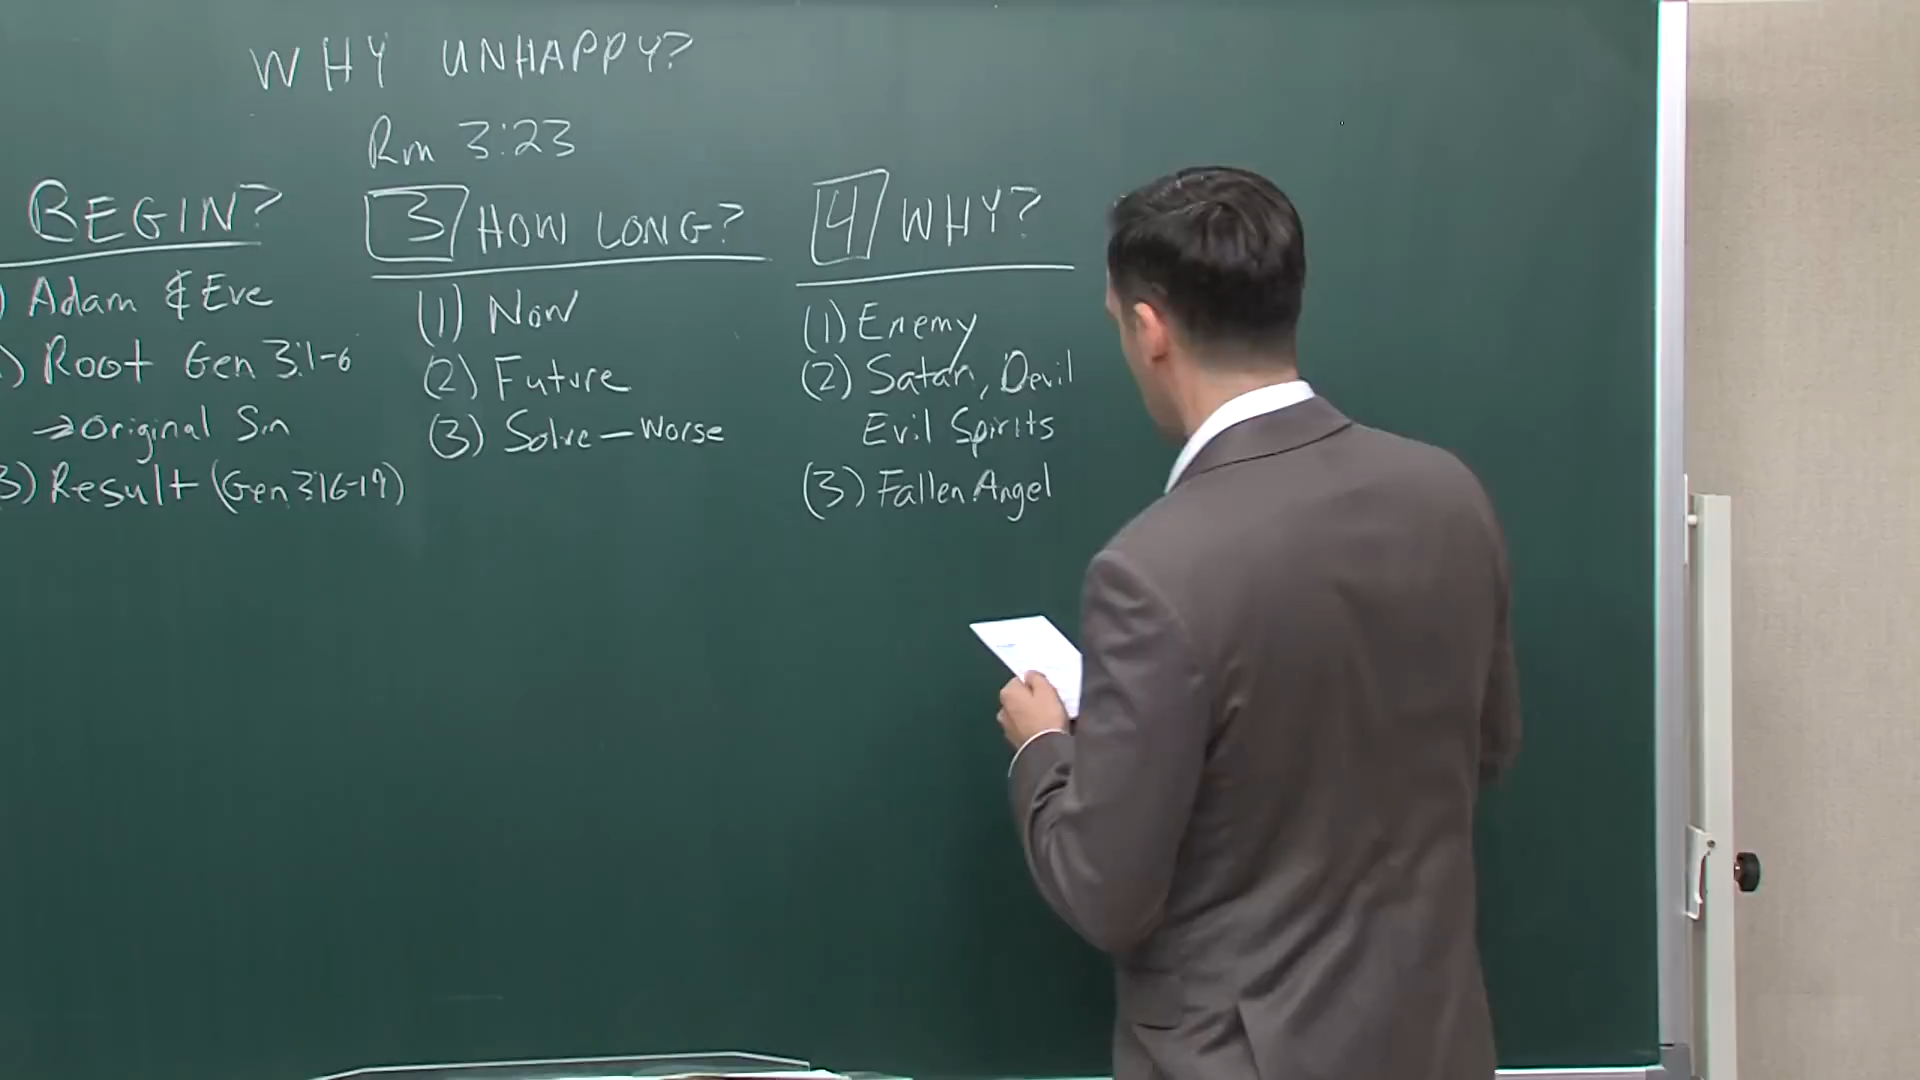 WHY UNHAPPY?
Rm 3:23
BEGIN?
) Adam & Eve
) Root Gen 3:1-6
→ Original Sin
3) Result (Gen 3:16-19)
3 HOW LONG?
(1) Now
(2) Future
(3) Solve - Worse
4 WHY?
(1) Enemy
(2) Satan, Devil
Evil Spirits
(3) Fallen Angel